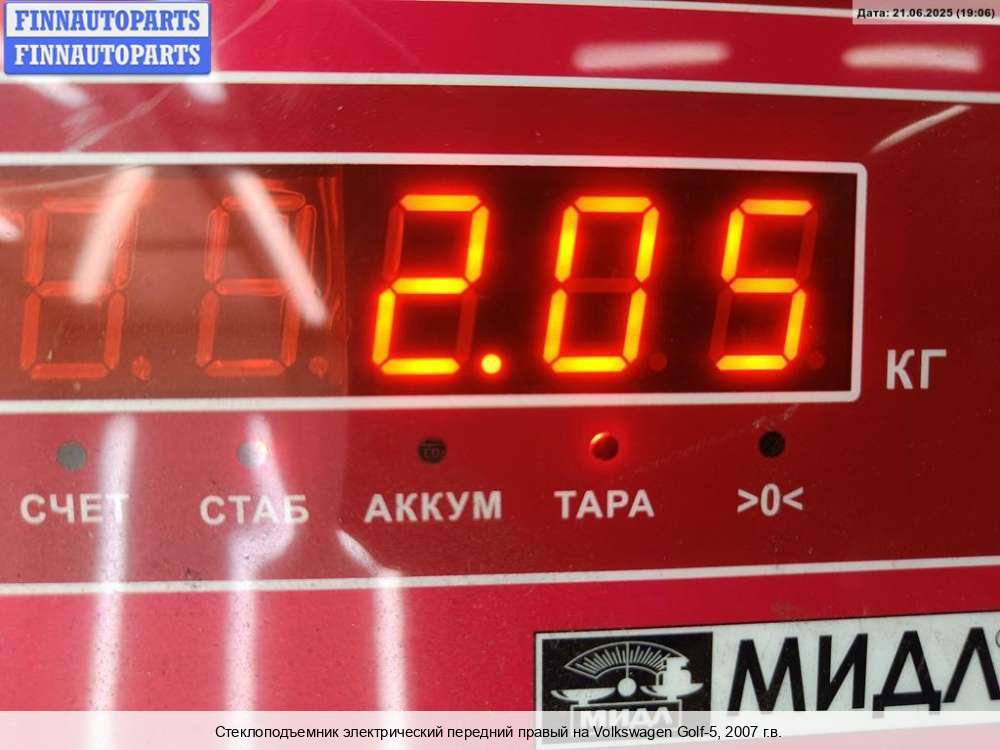 FINNAUTOPARTS
FINNAUTOPARTS
Дата: 21.06.2025 (19:06)
2.05
КГ
СЧЕТ СТАБ АККУМ ТАРА >0<
МИДЛ
МИДЛ
Стеклоподъемник электрический передний правый на Volkswagen Golf-5, 2007 г.в.